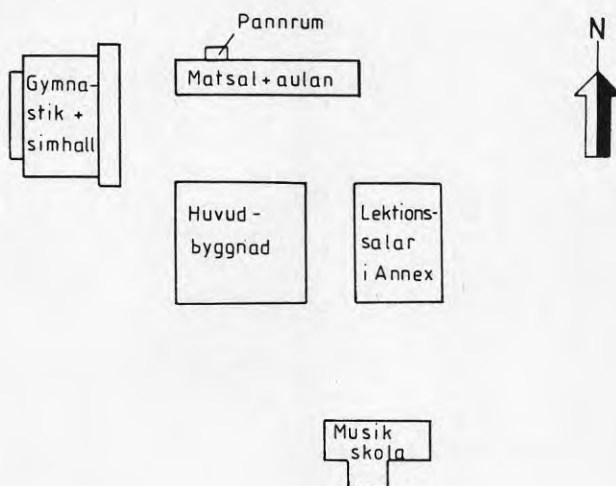 Pannrum
N
Gymna-
stik +
simhall
Matsal + aulan
Huvud-
byggnad
Lektions-
salar
i Annex
Musik
skola